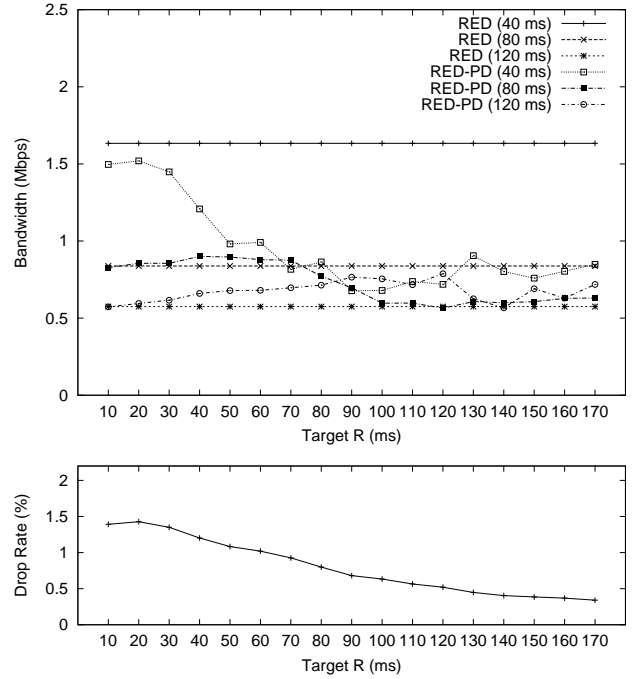 2.5
2
1.5
1
0.5
0
Bandwidth (Mbps)
RED (40 ms)
RED (80 ms)
RED (120 ms)
RED-PD (40 ms)
RED-PD (80 ms)
RED-PD (120 ms)
10 20 30 40 50 60 70 80 90 100 110 120 130 140 150 160 170
Target R (ms)
2
1.5
1
0.5
0
Drop Rate (%)
10 20 30 40 50 60 70 80 90 100 110 120 130 140 150 160 170
Target R (ms)